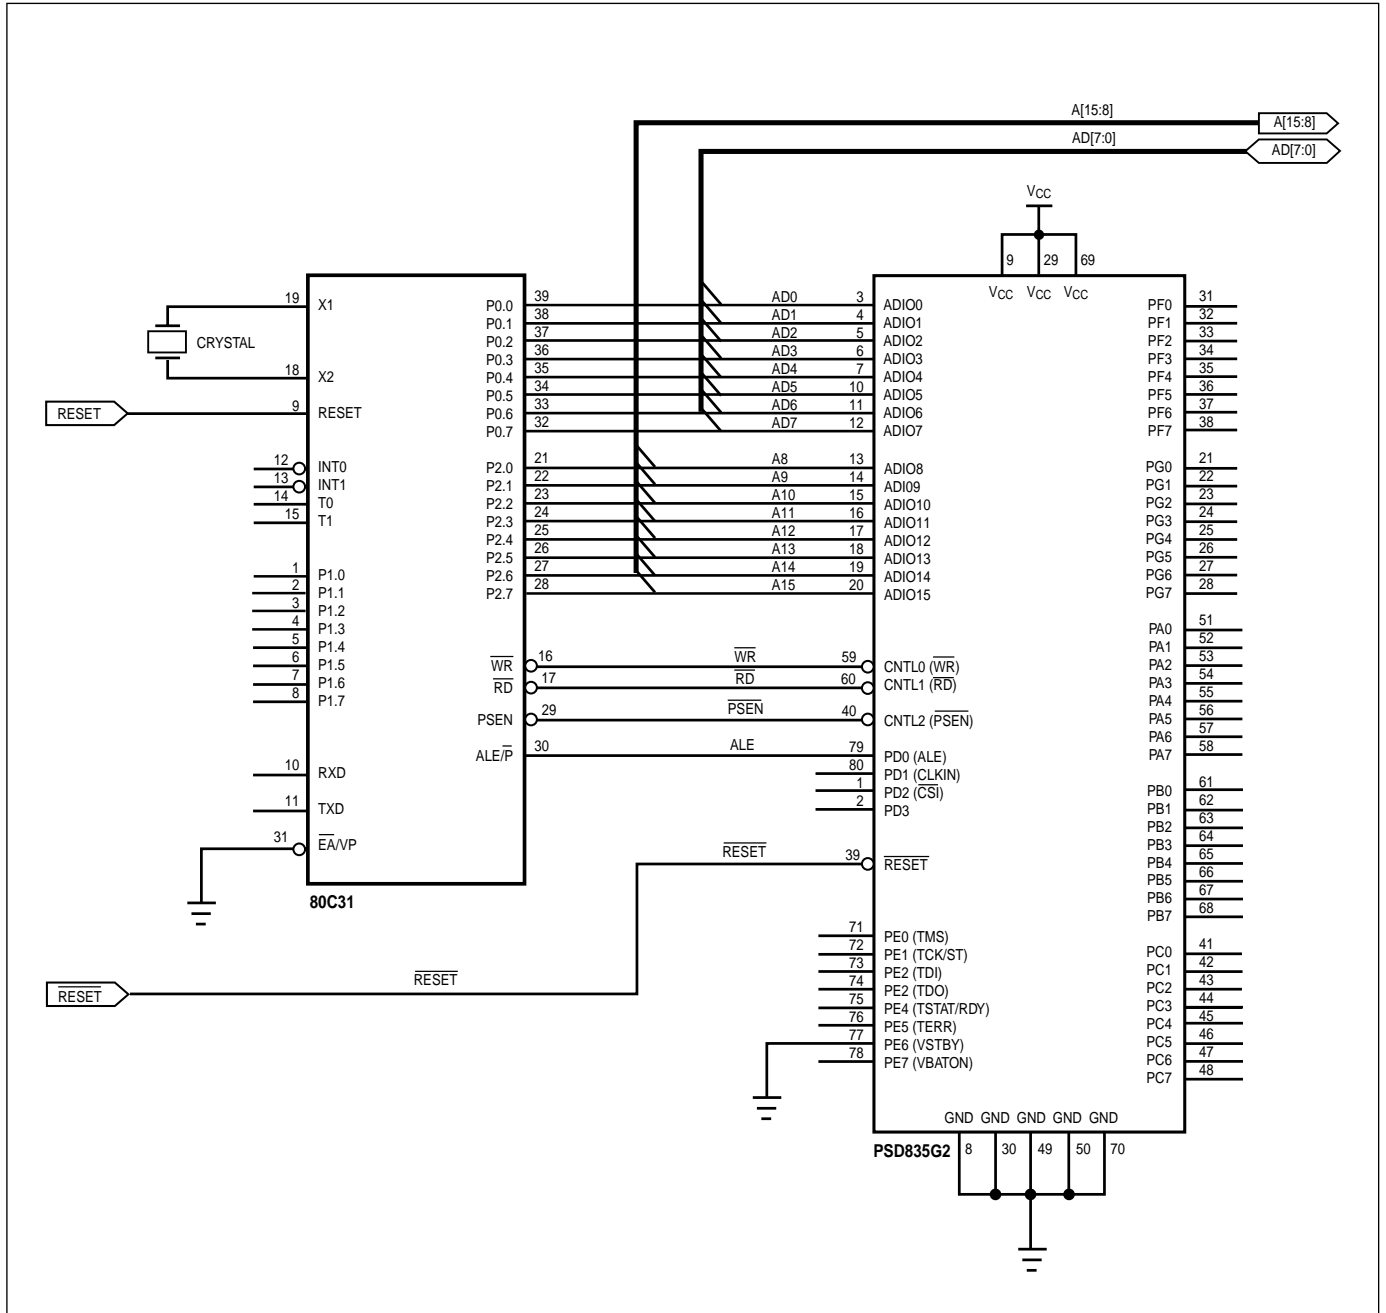 A[15:8]
A[15:8]
AD[7:0]
AD[7:0]
VCC
9 29 69
VCC VCC VCC
CRYSTAL
RESET
19 X1
18 X2
9 RESET
12 INT0
13 INT1
14 T0
15 T1
1 P1.0
2 P1.1
3 P1.2
4 P1.3
5 P1.4
6 P1.5
7 P1.6
8 P1.7
10 RXD
11 TXD
31 EA/VP
80C31
P0.0 39 AD0 3 ADIO0
P0.1 38 AD1 4 ADIO1
P0.2 37 AD2 5 ADIO2
P0.3 36 AD3 6 ADIO3
P0.4 35 AD4 7 ADIO4
P0.5 34 AD5 10 ADIO5
P0.6 33 AD6 11 ADIO6
P0.7 32 AD7 12 ADIO7
P2.0 21 A8 13 ADIO8
P2.1 22 A9 14 ADI09
P2.2 23 A10 15 ADIO10
P2.3 24 A11 16 ADIO11
P2.4 25 A12 17 ADIO12
P2.5 26 A13 18 ADIO13
P2.6 27 A14 19 ADIO14
P2.7 28 A15 20 ADIO15
WR 16 WR 59 CNTL0 (WR)
RD 17 RD 60 CNTL1 (RD)
PSEN 29 PSEN 40 CNTL2 (PSEN)
ALE/P 30 ALE 79 PD0 (ALE)
80 PD1 (CLKIN)
1 PD2 (CSI)
2 PD3
RESET 39 RESET
RESET RESET
71 PE0 (TMS)
72 PE1 (TCK/ST)
73 PE2 (TDI)
74 PE2 (TDO)
75 PE4 (TSTAT/RDY)
76 PE5 (TERR)
77 PE6 (VSTBY)
78 PE7 (VBATON)
PF0 31
PF1 32
PF2 33
PF3 34
PF4 35
PF5 36
PF6 37
PF7 38
PG0 21
PG1 22
PG2 23
PG3 24
PG4 25
PG5 26
PG6 27
PG7 28
PA0 51
PA1 52
PA2 53
PA3 54
PA4 55
PA5 56
PA6 57
PA7 58
PB0 61
PB1 62
PB2 63
PB3 64
PB4 65
PB5 66
PB6 67
PB7 68
PC0 41
PC1 42
PC2 43
PC3 44
PC4 45
PC5 46
PC6 47
PC7 48
GND GND GND GND GND
PSD835G2 8 30 49 50 70